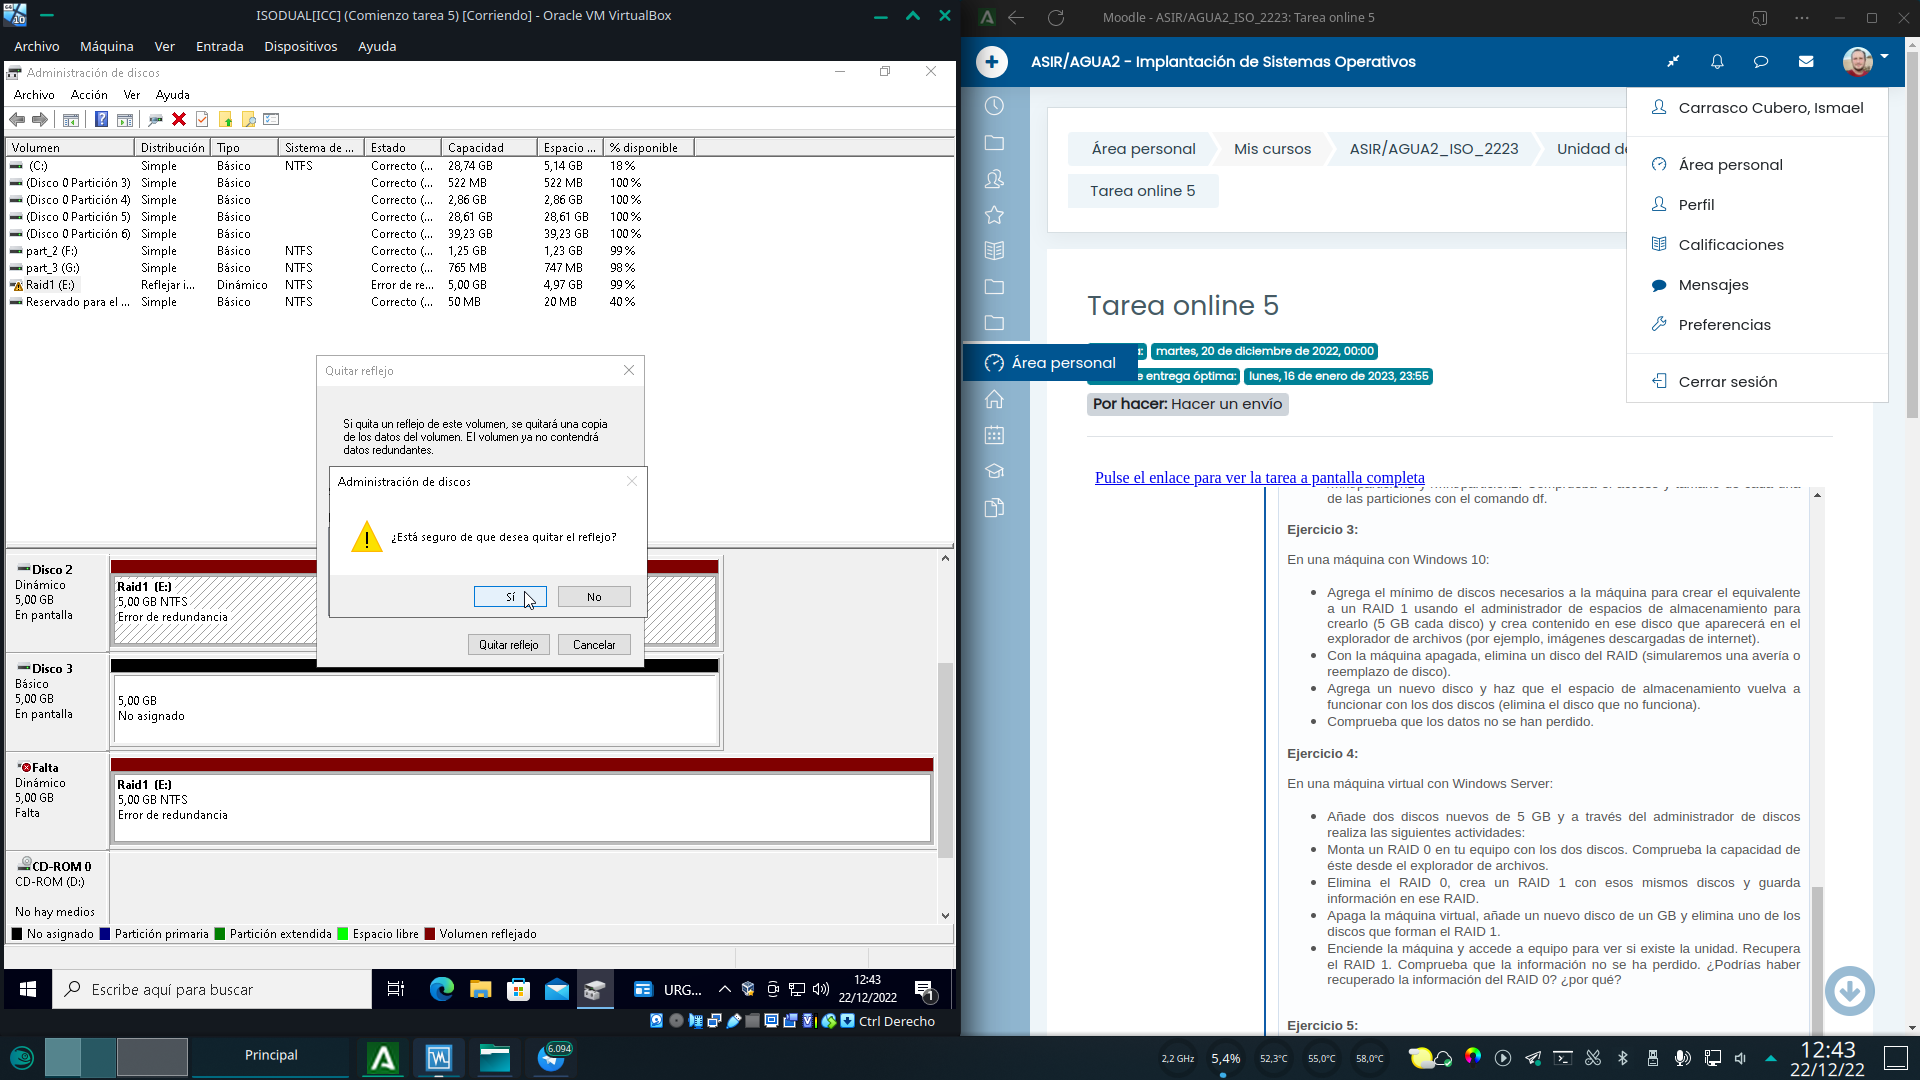 ISODUAL[ICC] (Comienzo tarea 5) [Corriendo] - Oracle VM VirtualBox
Archivo Máquina Ver Entrada Dispositivos Ayuda
Administración de discos
Archivo Acción Ver Ayuda
Volumen Distribución Tipo Sistema de ... Estado Capacidad Espacio ... % disponible
(C:) Simple Básico NTFS Correcto (... 28,74 GB 5,14 GB 18 %
(Disco 0 Partición 3) Simple Básico Correcto (... 522 MB 522 MB 100 %
(Disco 0 Partición 4) Simple Básico Correcto (... 2,86 GB 2,86 GB 100 %
(Disco 0 Partición 5) Simple Básico Correcto (... 28,61 GB 28,61 GB 100 %
(Disco 0 Partición 6) Simple Básico Correcto (... 39,23 GB 39,23 GB 100 %
part_2 (F:) Simple Básico NTFS Correcto (... 1,25 GB 1,23 GB 99 %
part_3 (G:) Simple Básico NTFS Correcto (... 765 MB 747 MB 98 %
Raid1 (E:) Reflejar i... Dinámico NTFS Error de re... 5,00 GB 4,97 GB 99 %
Reservado para el ... Simple Básico NTFS Correcto (... 50 MB 20 MB 40 %
Quitar reflejo
Si quita un reflejo de este volumen, se quitará una copia
de los datos del volumen. El volumen ya no contendrá
datos redundantes.
Administración de discos
¿Está seguro de que desea quitar el reflejo?
Sí No
Quitar reflejo Cancelar
Disco 2
Dinámico
5,00 GB
En pantalla
Raid1 (E:)
5,00 GB NTFS
Error de redundancia
Disco 3
Básico
5,00 GB
En pantalla
5,00 GB
No asignado
Falta
Dinámico
5,00 GB
Falta
Raid1 (E:)
5,00 GB NTFS
Error de redundancia
CD-ROM 0
CD-ROM (D:)
No hay medios
No asignado Partición primaria Partición extendida Espacio libre Volumen reflejado
Escribe aquí para buscar
URG...
12:43
22/12/2022
1
Ctrl Derecho
Moodle - ASIR/AGUA2_ISO_2223: Tarea online 5
ASIR/AGUA2 - Implantación de Sistemas Operativos
Carrasco Cubero, Ismael
Área personal
Perfil
Calificaciones
Mensajes
Preferencias
Cerrar sesión
Área personal Mis cursos ASIR/AGUA2_ISO_2223 Unidad de
Tarea online 5
Tarea online 5
martes, 20 de diciembre de 2022, 00:00
Área personal
e entrega óptima: lunes, 16 de enero de 2023, 23:55
Por hacer: Hacer un envío
Pulse el enlace para ver la tarea a pantalla completa
de las particiones con el comando df.
Ejercicio 3:
En una máquina con Windows 10:
Agrega el mínimo de discos necesarios a la máquina para crear el equivalente
a un RAID 1 usando el administrador de espacios de almacenamiento para
crearlo (5 GB cada disco) y crea contenido en ese disco que aparecerá en el
explorador de archivos (por ejemplo, imágenes descargadas de internet).
Con la máquina apagada, elimina un disco del RAID (simularemos una avería o
reemplazo de disco).
Agrega un nuevo disco y haz que el espacio de almacenamiento vuelva a
funcionar con los dos discos (elimina el disco que no funciona).
Comprueba que los datos no se han perdido.
Ejercicio 4:
En una máquina virtual con Windows Server:
Añade dos discos nuevos de 5 GB y a través del administrador de discos
realiza las siguientes actividades:
Monta un RAID 0 en tu equipo con los dos discos. Comprueba la capacidad de
éste desde el explorador de archivos.
Elimina el RAID 0, crea un RAID 1 con esos mismos discos y guarda
información en ese RAID.
Apaga la máquina virtual, añade un nuevo disco de un GB y elimina uno de los
discos que forman el RAID 1.
Enciende la máquina y accede a equipo para ver si existe la unidad. Recupera
el RAID 1. Comprueba que la información no se ha perdido. ¿Podrías haber
recuperado la información del RAID 0? ¿por qué?
Ejercicio 5:
Principal
6.094
2,2 GHz 5,4% 52,3°C 55,0°C 58,0°C
12:43
22/12/22